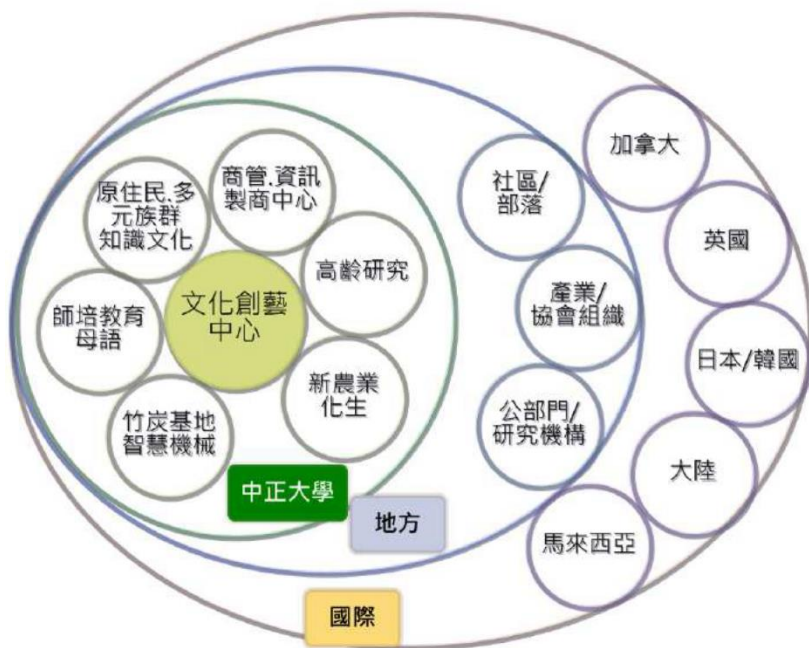 加拿大
社區/
部落
商管.資訊
製商中心
原住民.多
元族群
知識文化
英國
高齡研究
文化創藝
中心
產業/
協會組織
師培教育
母語
日本/韓國
新農業
化生
公部門/
研究機構
竹炭基地
智慧機械
大陸
中正大學
地方
馬來西亞
國際